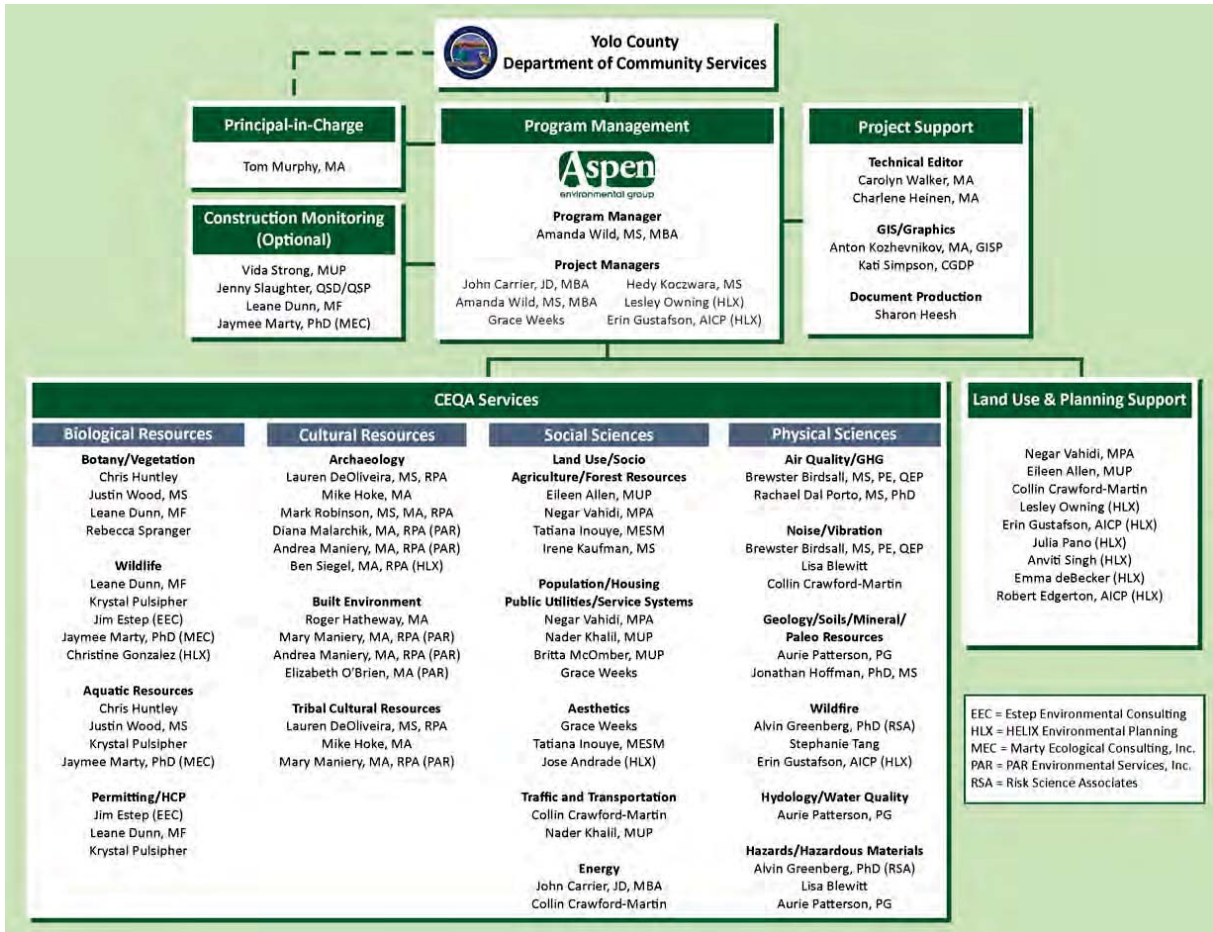 Yolo County
Department of Community Services
Principal-in-Charge
Tom Murphy, MA
Construction Monitoring
(Optional)
Vida Strong, MUP
Jenny Slaughter, QSD/QSP
Leane Dunn, MF
Jaymee Marty, PhD (MEC)
Program Management
Aspen
environmental group
Program Manager
Amanda Wild, MS, MBA
Project Managers
John Carrier, JD, MBA
Amanda Wild, MS, MBA
Grace Weeks
Hedy Koczwara, MS
Lesley Owning (HLX)
Erin Gustafson, AICP (HLX)
Project Support
Technical Editor
Carolyn Walker, MA
Charlene Heinen, MA
GIS/Graphics
Anton Kozhevnikov, MA, GISP
Kati Simpson, CGDP
Document Production
Sharon Heesh
CEQA Services
Biological Resources
Botany/Vegetation
Chris Huntley
Justin Wood, MS
Leane Dunn, MF
Rebecca Spranger
Wildlife
Leane Dunn, MF
Krystal Pulsipher
Jim Estep (EEC)
Jaymee Marty, PhD (MEC)
Christine Gonzalez (HLX)
Aquatic Resources
Chris Huntley
Justin Wood, MS
Krystal Pulsipher
Jaymee Marty, PhD (MEC)
Permitting/HCP
Jim Estep (EEC)
Leane Dunn, MF
Krystal Pulsipher
Cultural Resources
Archaeology
Lauren DeOliveira, MS, RPA
Mike Hoke, MA
Mark Robinson, MS, MA, RPA
Diana Malarchik, MA, RPA (PAR)
Andrea Maniery, MA, RPA (PAR)
Ben Siegel, MA, RPA (HLX)
Built Environment
Roger Hatheway, MA
Mary Maniery, MA, RPA (PAR)
Andrea Maniery, MA, RPA (PAR)
Elizabeth O'Brien, MA (PAR)
Tribal Cultural Resources
Lauren DeOliveira, MS, RPA
Mike Hoke, MA
Mary Maniery, MA, RPA (PAR)
Social Sciences
Land Use/Socio
Agriculture/Forest Resources
Eileen Allen, MUP
Negar Vahidi, MPA
Tatiana Inouye, MESM
Irene Kaufman, MS
Population/Housing
Public Utilities/Service Systems
Negar Vahidi, MPA
Nader Khalil, MUP
Britta McOmber, MUP
Grace Weeks
Aesthetics
Grace Weeks
Tatiana Inouye, MESM
Jose Andrade (HLX)
Traffic and Transportation
Collin Crawford-Martin
Nader Khalil, MUP
Energy
John Carrier, JD, MBA
Collin Crawford-Martin
Physical Sciences
Air Quality/GHG
Brewster Birdsall, MS, PE, QEP
Rachael Dal Porto, MS, PhD
Noise/Vibration
Brewster Birdsall, MS, PE, QEP
Lisa Blewitt
Collin Crawford-Martin
Geology/Soils/Mineral/
Paleo Resources
Aurie Patterson, PG
Jonathan Hoffman, PhD, MS
Wildfire
Alvin Greenberg, PhD (RSA)
Stephanie Tang
Erin Gustafson, AICP (HLX)
Hydology/Water Quality
Aurie Patterson, PG
Hazards/Hazardous Materials
Alvin Greenberg, PhD (RSA)
Lisa Blewitt
Aurie Patterson, PG
Land Use & Planning Support
Negar Vahidi, MPA
Eileen Allen, MUP
Collin Crawford-Martin
Lesley Owning (HLX)
Erin Gustafson, AICP (HLX)
Julia Pano (HLX)
Anviti Singh (HLX)
Emma deBecker (HLX)
Robert Edgerton, AICP (HLX)
EEC = Estep Environmental Consulting
HLX = HELIX Environmental Planning
MEC = Marty Ecological Consulting, Inc.
PAR = PAR Environmental Services, Inc.
RSA = Risk Science Associates